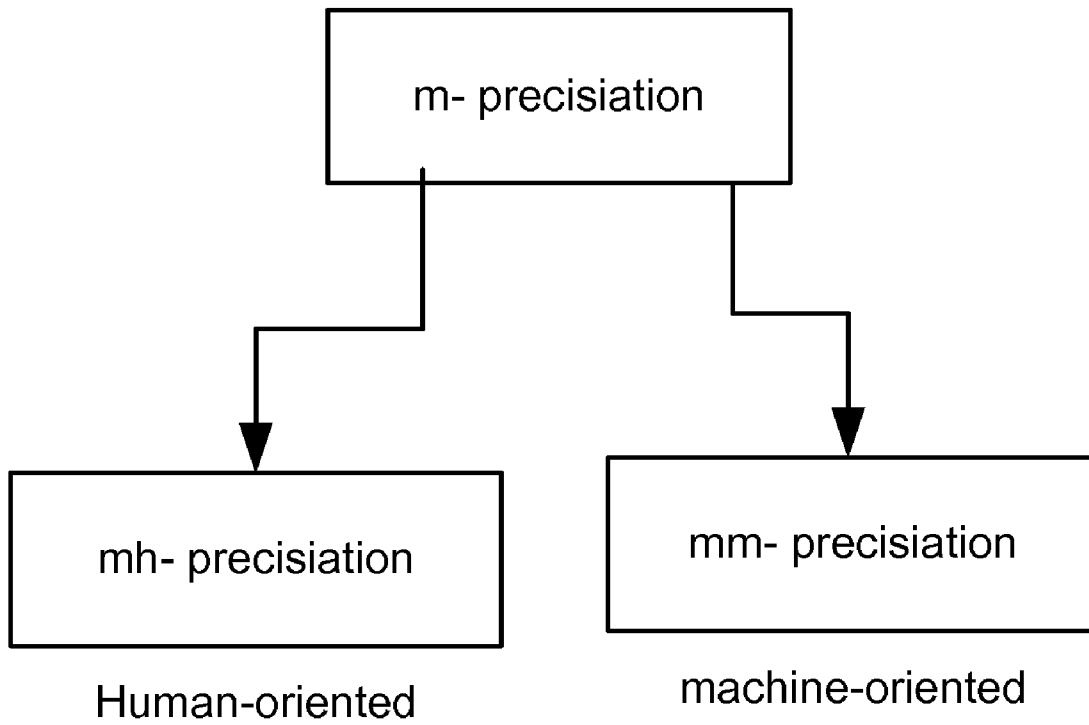 m- precisiation
mh- precisiation
mm- precisiation
Human-oriented
machine-oriented